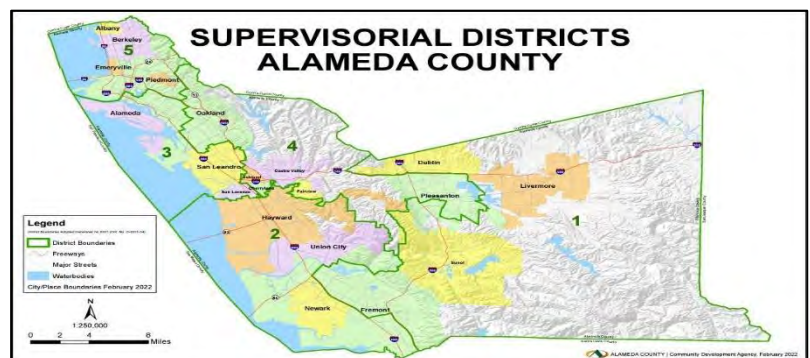 SUPERVISORIAL DISTRICTS
ALAMEDA COUNTY
Albany
Berkeley
5
Emeryville
Piedmont
Oakland
Alameda
3
4
San Leandro
Castro Valley
San Lorenzo
Fairview
Dublin
Pleasanton
Livermore
1
Hayward
2
Union City
Sunol
Newark
Fremont
Legend
District Boundaries
Freeways
Major Streets
Waterbodies
City/Place Boundaries February 2022
N
1:250,000
0 2 4 8
Miles
ALAMEDA COUNTY | Community Development Agency, February 2022